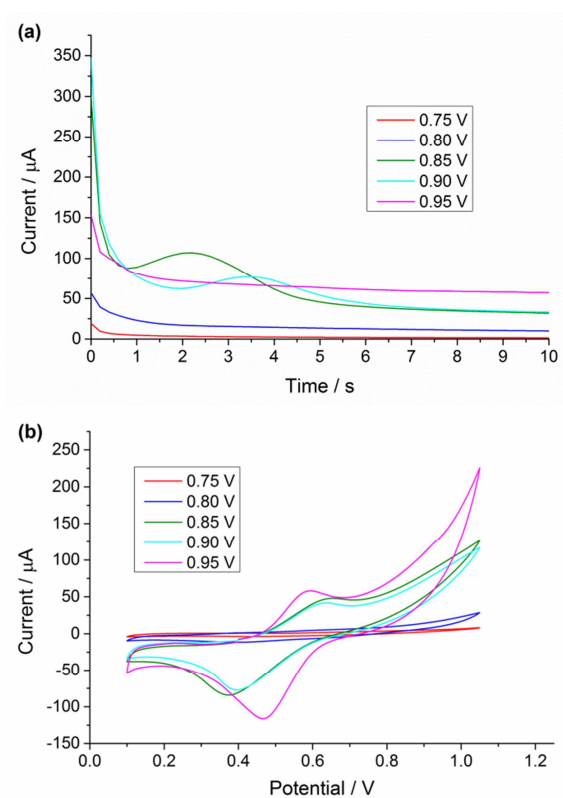 (a)
Current / μA
350
300
250
200
150
100
50
0
0.75 V
0.80 V
0.85 V
0.90 V
0.95 V
0 1 2 3 4 5 6 7 8 9 10
Time / s
(b)
Current / μA
250
200
150
100
50
0
-50
-100
-150
0.75 V
0.80 V
0.85 V
0.90 V
0.95 V
0.0 0.2 0.4 0.6 0.8 1.0 1.2
Potential / V